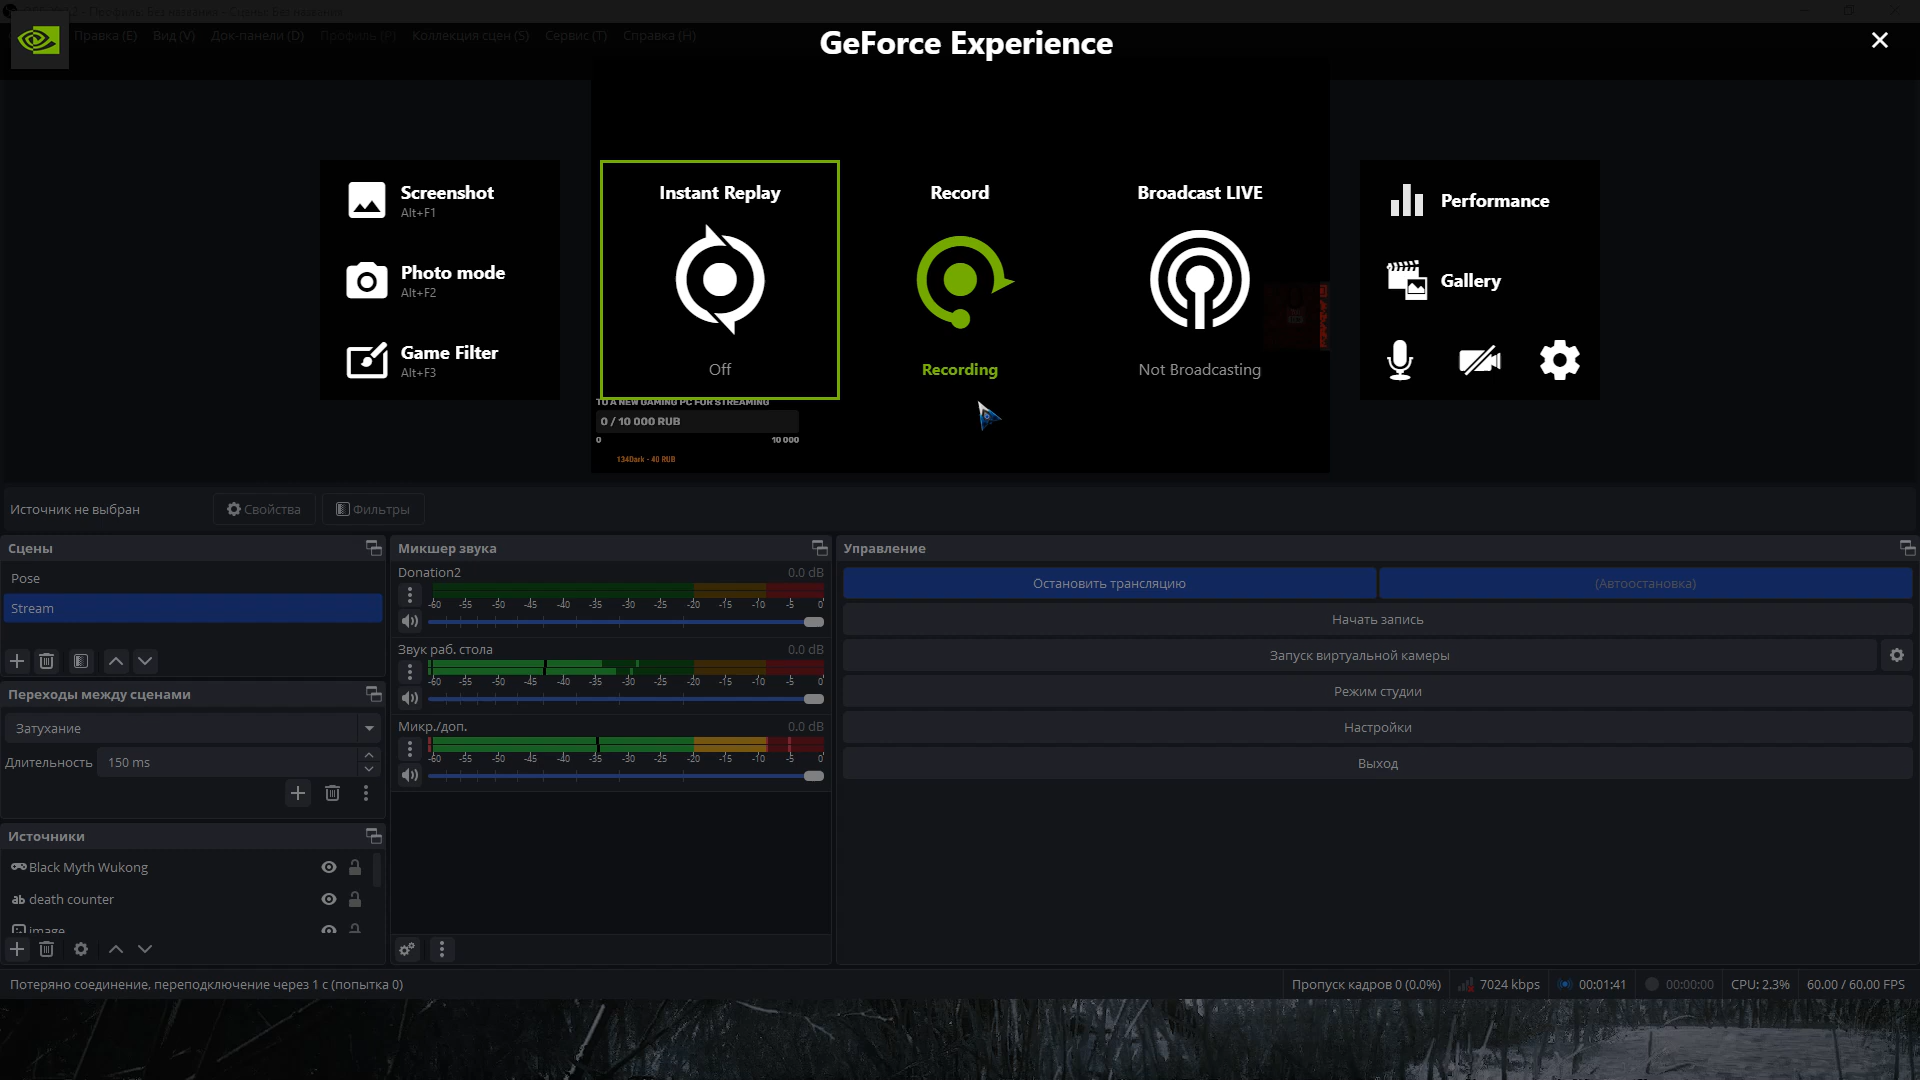 GeForce Experience
Правка (E) Вид (V) Док-панели (D) Профиль (P) Коллекция сцен (S) Сервис (T) Справка (H)
Screenshot
Alt+F1
Photo mode
Alt+F2
Game Filter
Alt+F3
Instant Replay
Off
Record
Recording
Broadcast LIVE
Not Broadcasting
Performance
Gallery
TO A NEW GAMING PC FOR STREAMING
0 / 10 000 RUB
0 10 000
134Dark - 40 RUB
Источник не выбран Свойства Фильтры
Сцены
Pose
Stream
Переходы между сценами
Затухание
Длительность 150 ms
Источники
Black Myth Wukong
ab death counter
image
Микшер звука
Donation2 0.0 dB
-60 -55 -50 -45 -40 -35 -30 -25 -20 -15 -10 -5 0
Звук раб. стола 0.0 dB
-60 -55 -50 -45 -40 -35 -30 -25 -20 -15 -10 -5 0
Микр./доп. 0.0 dB
-60 -55 -50 -45 -40 -35 -30 -25 -20 -15 -10 -5 0
Управление
Остановить трансляцию (Автоостановка)
Начать запись
Запуск виртуальной камеры
Режим студии
Настройки
Выход
Потеряно соединение, переподключение через 1 с (попытка 0) Пропуск кадров 0 (0.0%) 7024 kbps 00:01:41 00:00:00 CPU: 2.3% 60.00 / 60.00 FPS